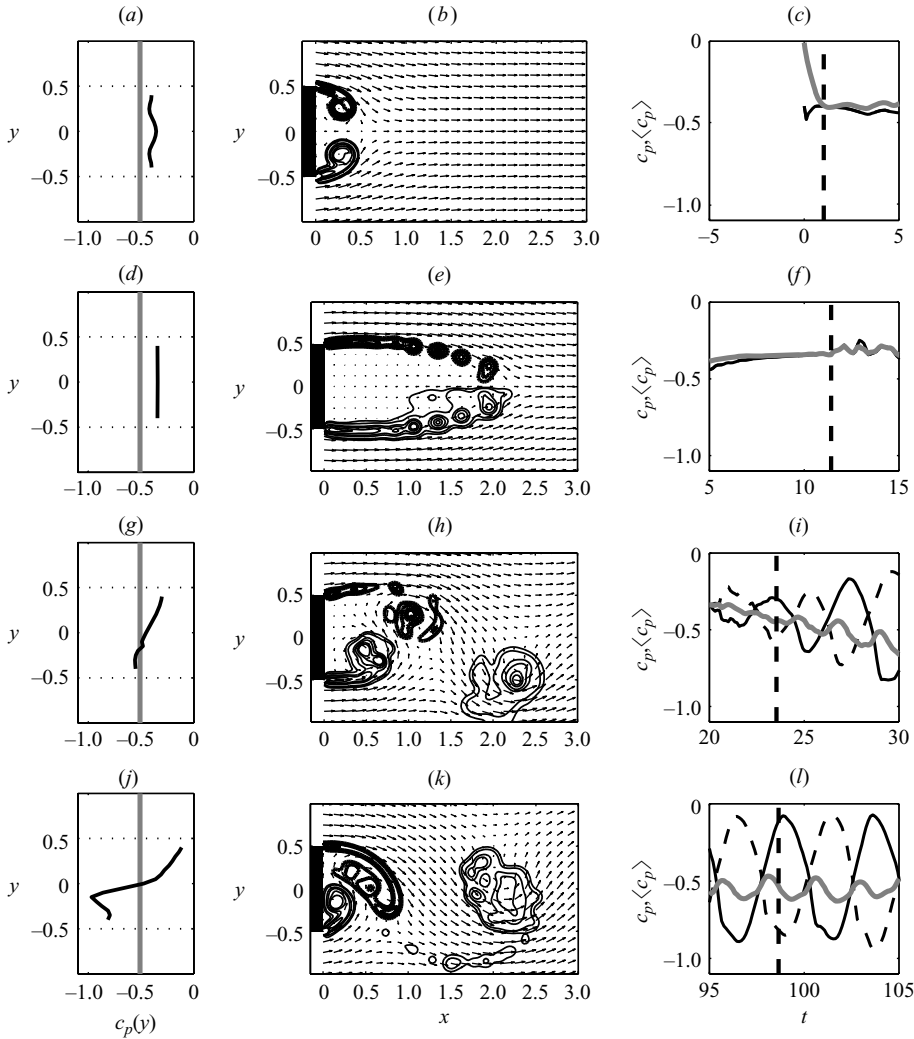 (a) (b) (c)
0.5 0.5 0
y 0 y 0 c_p,⟨c_p⟩ −0.5
−0.5 −0.5 −1.0
−1.0 −0.5 0 0 0.5 1.0 1.5 2.0 2.5 3.0 −5 0 5
(d) (e) (f)
0.5 0.5 0
y 0 y 0 c_p,⟨c_p⟩ −0.5
−0.5 −0.5 −1.0
−1.0 −0.5 0 0 0.5 1.0 1.5 2.0 2.5 3.0 5 10 15
(g) (h) (i)
0.5 0.5 0
y 0 y 0 c_p,⟨c_p⟩ −0.5
−0.5 −0.5 −1.0
−1.0 −0.5 0 0 0.5 1.0 1.5 2.0 2.5 3.0 20 25 30
(j) (k) (l)
0.5 0.5 0
y 0 y 0 c_p,⟨c_p⟩ −0.5
−0.5 −0.5 −1.0
−1.0 −0.5 0 0 0.5 1.0 1.5 2.0 2.5 3.0 95 100 105
c_p(y) x t